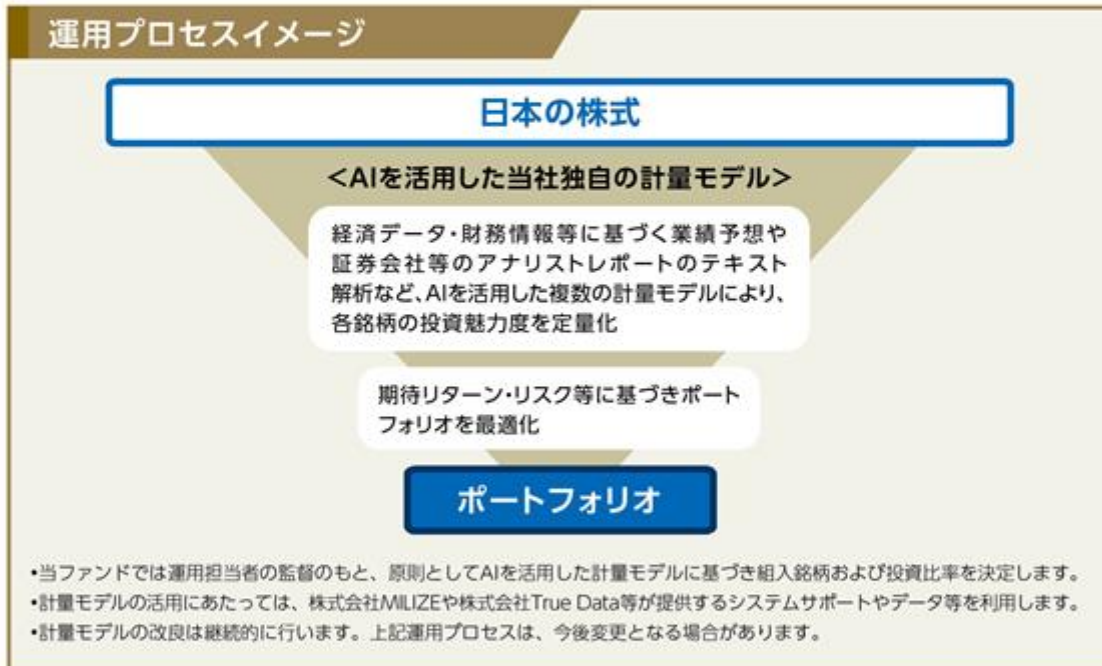 運用プロセスイメージ
日本の株式
<AIを活用した当社独自の計量モデル>
経済データ・財務情報等に基づく業績予想や
証券会社等のアナリストレポートのテキスト
解析など、AIを活用した複数の計量モデルにより、
各銘柄の投資魅力度を定量化
期待リターン・リスク等に基づきポート
フォリオを最適化
ポートフォリオ
•当ファンドでは運用担当者の監督のもと、原則としてAIを活用した計量モデルに基づき組入銘柄および投資比率を決定します。
•計量モデルの活用にあたっては、株式会社MILIZEや株式会社True Data等が提供するシステムサポートやデータ等を利用します。
•計量モデルの改良は継続的に行います。上記運用プロセスは、今後変更となる場合があります。